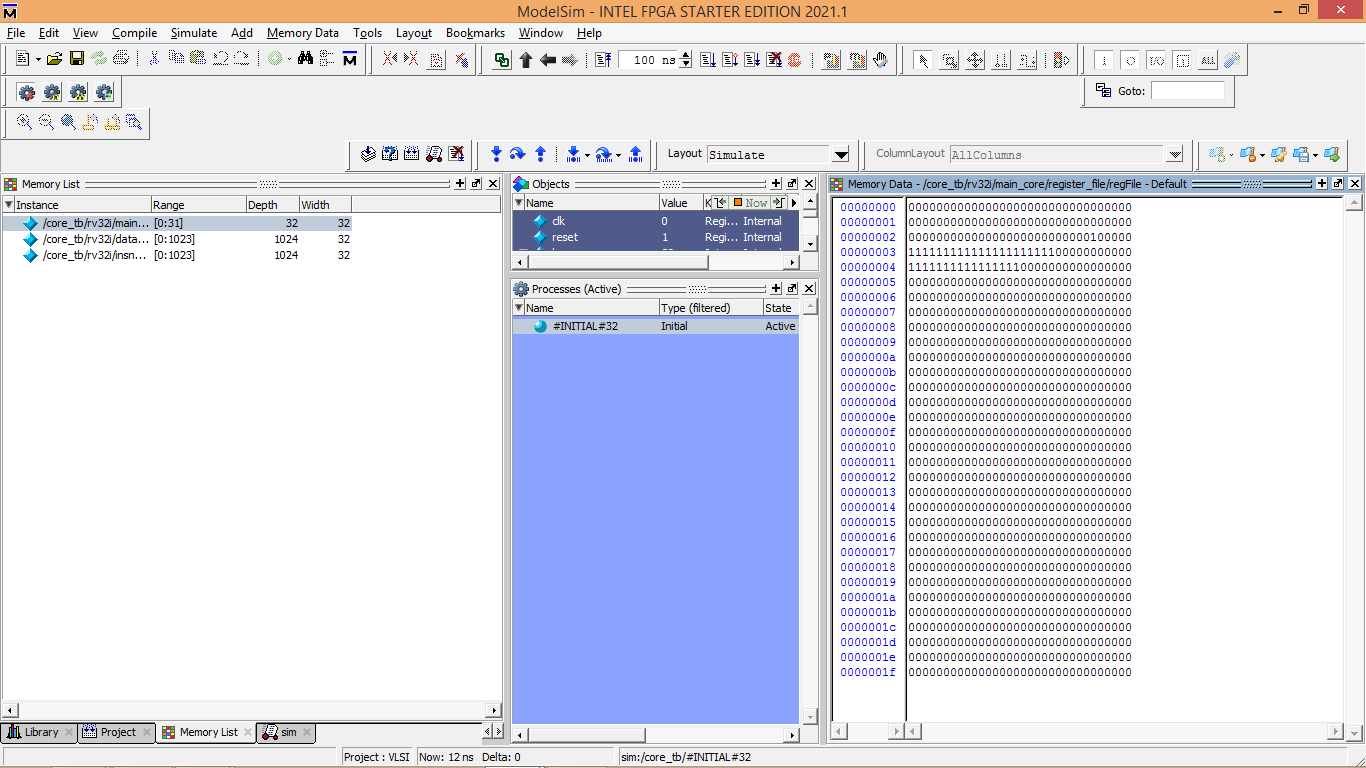 ModelSim - INTEL FPGA STARTER EDITION 2021.1
File Edit View Compile Simulate Add Memory Data Tools Layout Bookmarks Window Help
100 ns
ALL
Goto:
Layout Simulate ColumnLayout AllColumns
Memory List
Instance Range Depth Width
/core_tb/rv32i/main... [0:31] 32 32
/core_tb/rv32i/data... [0:1023] 1024 32
/core_tb/rv32i/insn... [0:1023] 1024 32
Library Project Memory List sim
Objects
Name Value K Now
clk 0 Regi... Internal
reset 1 Regi... Internal
Processes (Active)
Name Type (filtered) State
#INITIAL#32 Initial Active
Memory Data - /core_tb/rv32i/main_core/register_file/regFile - Default
00000000 00000000000000000000000000000000
00000001 00000000000000000000000000000000
00000002 00000000000000000000000000100000
00000003 11111111111111111111100000000000
00000004 11111111111111110000000000000000
00000005 00000000000000000000000000000000
00000006 00000000000000000000000000000000
00000007 00000000000000000000000000000000
00000008 00000000000000000000000000000000
00000009 00000000000000000000000000000000
0000000a 00000000000000000000000000000000
0000000b 00000000000000000000000000000000
0000000c 00000000000000000000000000000000
0000000d 00000000000000000000000000000000
0000000e 00000000000000000000000000000000
0000000f 00000000000000000000000000000000
00000010 00000000000000000000000000000000
00000011 00000000000000000000000000000000
00000012 00000000000000000000000000000000
00000013 00000000000000000000000000000000
00000014 00000000000000000000000000000000
00000015 00000000000000000000000000000000
00000016 00000000000000000000000000000000
00000017 00000000000000000000000000000000
00000018 00000000000000000000000000000000
00000019 00000000000000000000000000000000
0000001a 00000000000000000000000000000000
0000001b 00000000000000000000000000000000
0000001c 00000000000000000000000000000000
0000001d 00000000000000000000000000000000
0000001e 00000000000000000000000000000000
0000001f 00000000000000000000000000000000
Project : VLSI Now: 12 ns Delta: 0 sim:/core_tb/#INITIAL#32